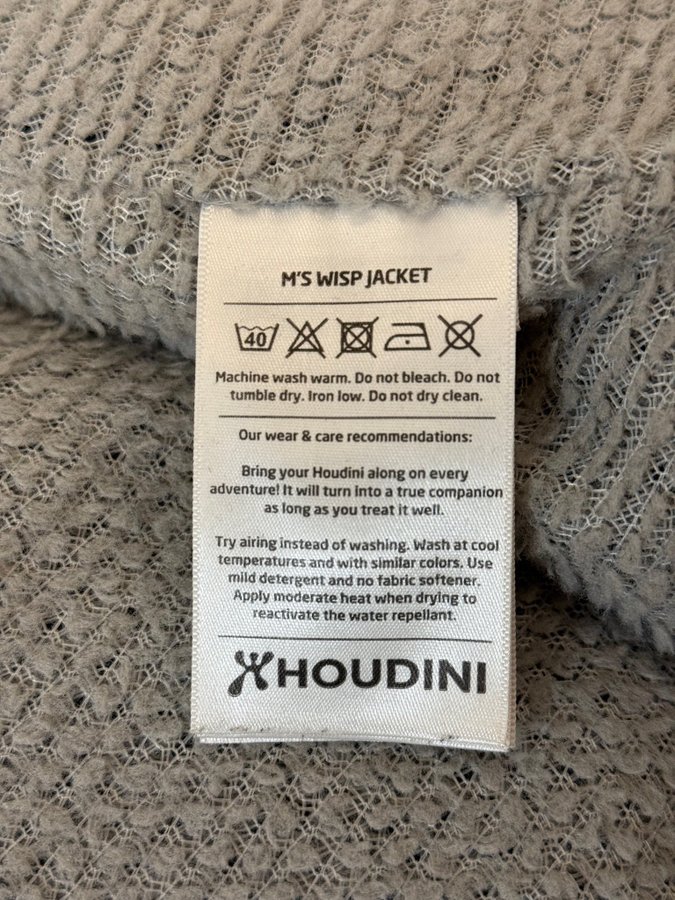 M'S WISP JACKET
40
Machine wash warm. Do not bleach. Do not
tumble dry. Iron low. Do not dry clean.
Our wear & care recommendations:
Bring your Houdini along on every
adventure! It will turn into a true companion
as long as you treat it well.
Try airing instead of washing. Wash at cool
temperatures and with similar colors. Use
mild detergent and no fabric softener.
Apply moderate heat when drying to
reactivate the water repellant.
HOUDINI